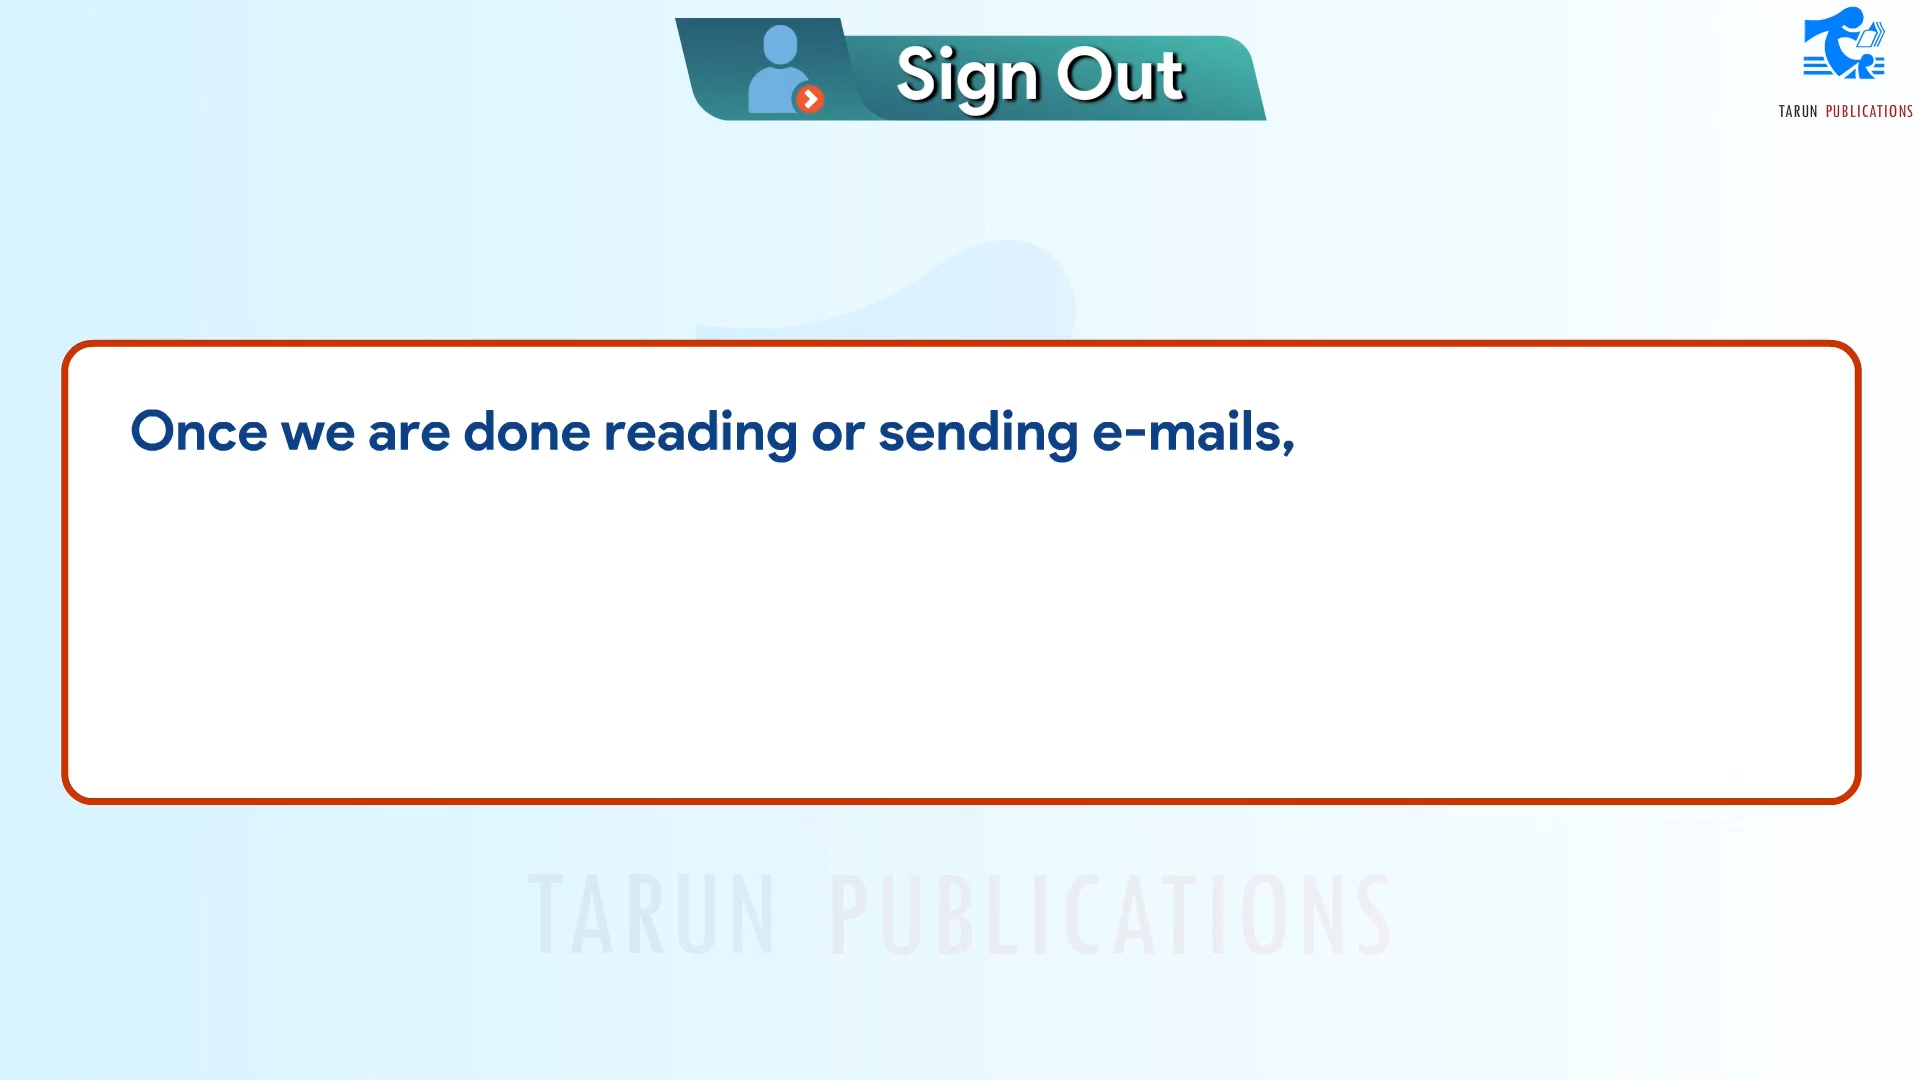 Sign Out
TARUN PUBLICATIONS
Once we are done reading or sending e-mails,
TARUN PUBLICATIONS